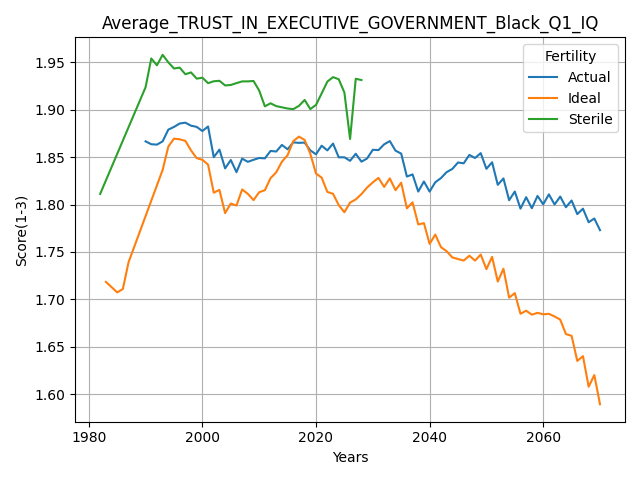 Average_TRUST_IN_EXECUTIVE_GOVERNMENT_Black_Q1_IQ
Fertility
Actual
Ideal
Sterile
Score(1-3)
1.95
1.90
1.85
1.80
1.75
1.70
1.65
1.60
1980
2000
2020
2040
2060
Years